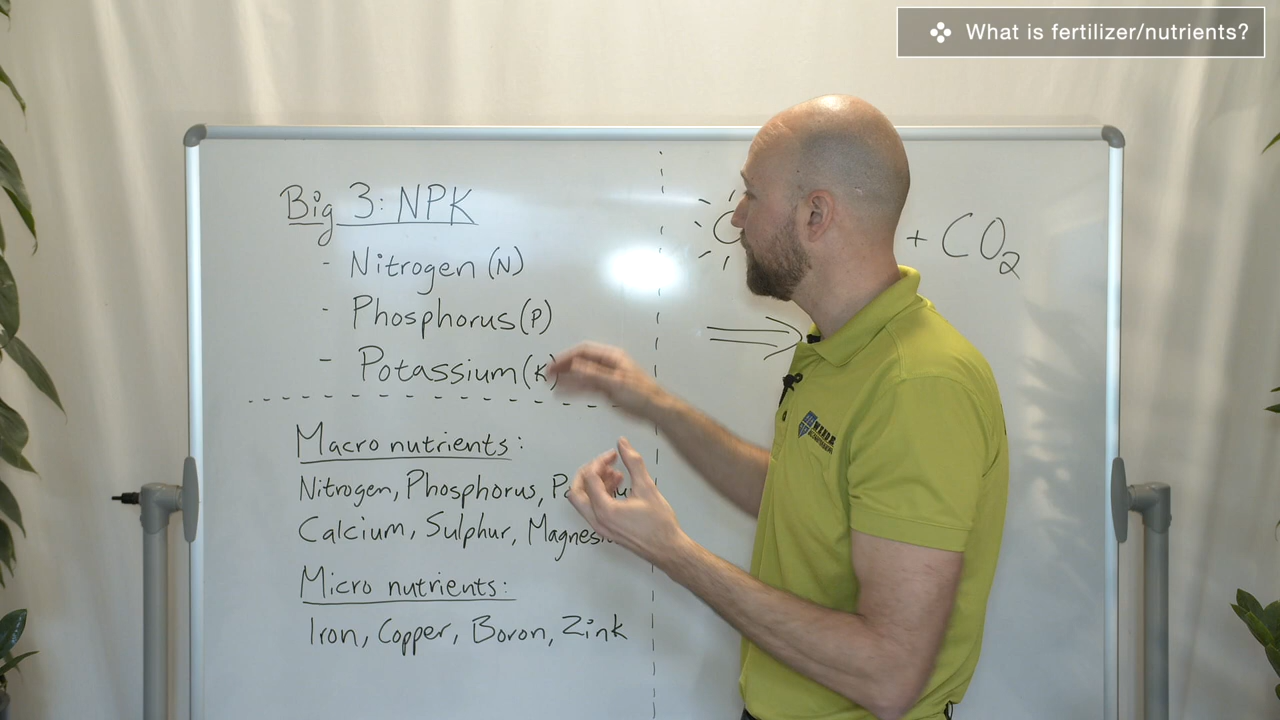 What is fertilizer/nutrients?
Big 3: NPK
- Nitrogen (N)
- Phosphorus (P)
- Potassium (K)
Macro nutrients:
Nitrogen, Phosphorus,
Calcium, Sulphur,
Micro nutrients:
Iron, Copper, Boron, Zink
+ CO2